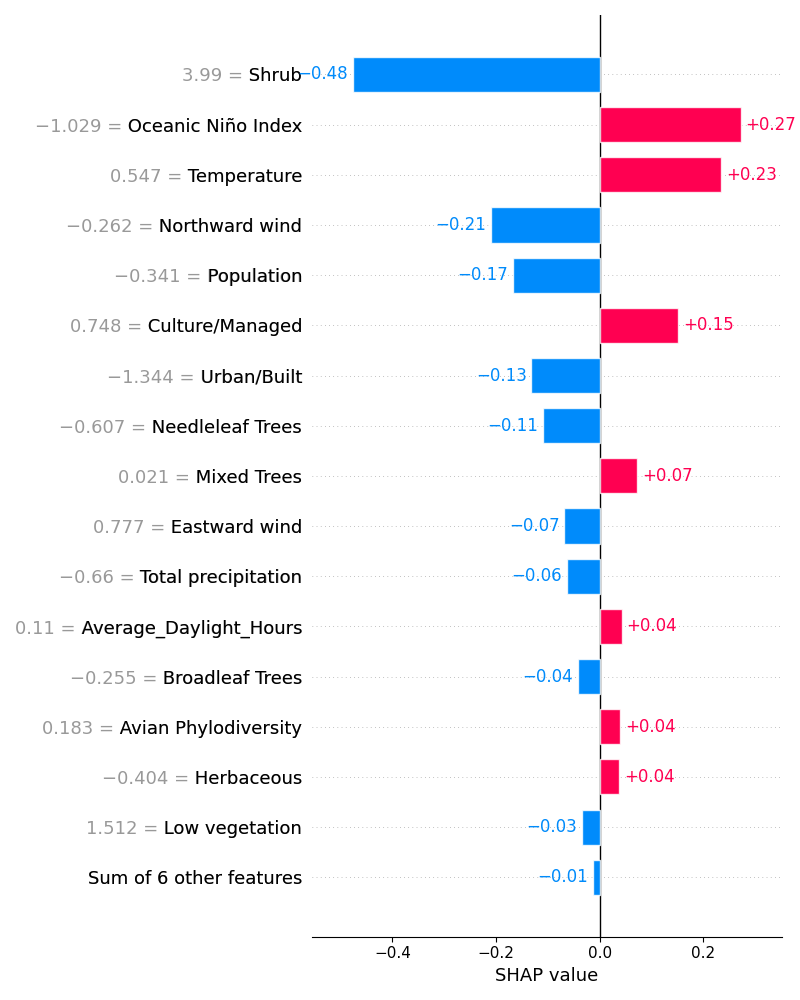 3.99 = Shrub −0.48
−1.029 = Oceanic Niño Index +0.27
0.547 = Temperature +0.23
−0.262 = Northward wind −0.21
−0.341 = Population −0.17
0.748 = Culture/Managed +0.15
−1.344 = Urban/Built −0.13
−0.607 = Needleleaf Trees −0.11
0.021 = Mixed Trees +0.07
0.777 = Eastward wind −0.07
−0.66 = Total precipitation −0.06
0.11 = Average_Daylight_Hours +0.04
−0.255 = Broadleaf Trees −0.04
0.183 = Avian Phylodiversity +0.04
−0.404 = Herbaceous +0.04
1.512 = Low vegetation −0.03
Sum of 6 other features −0.01
−0.4 −0.2 0.0 0.2
SHAP value